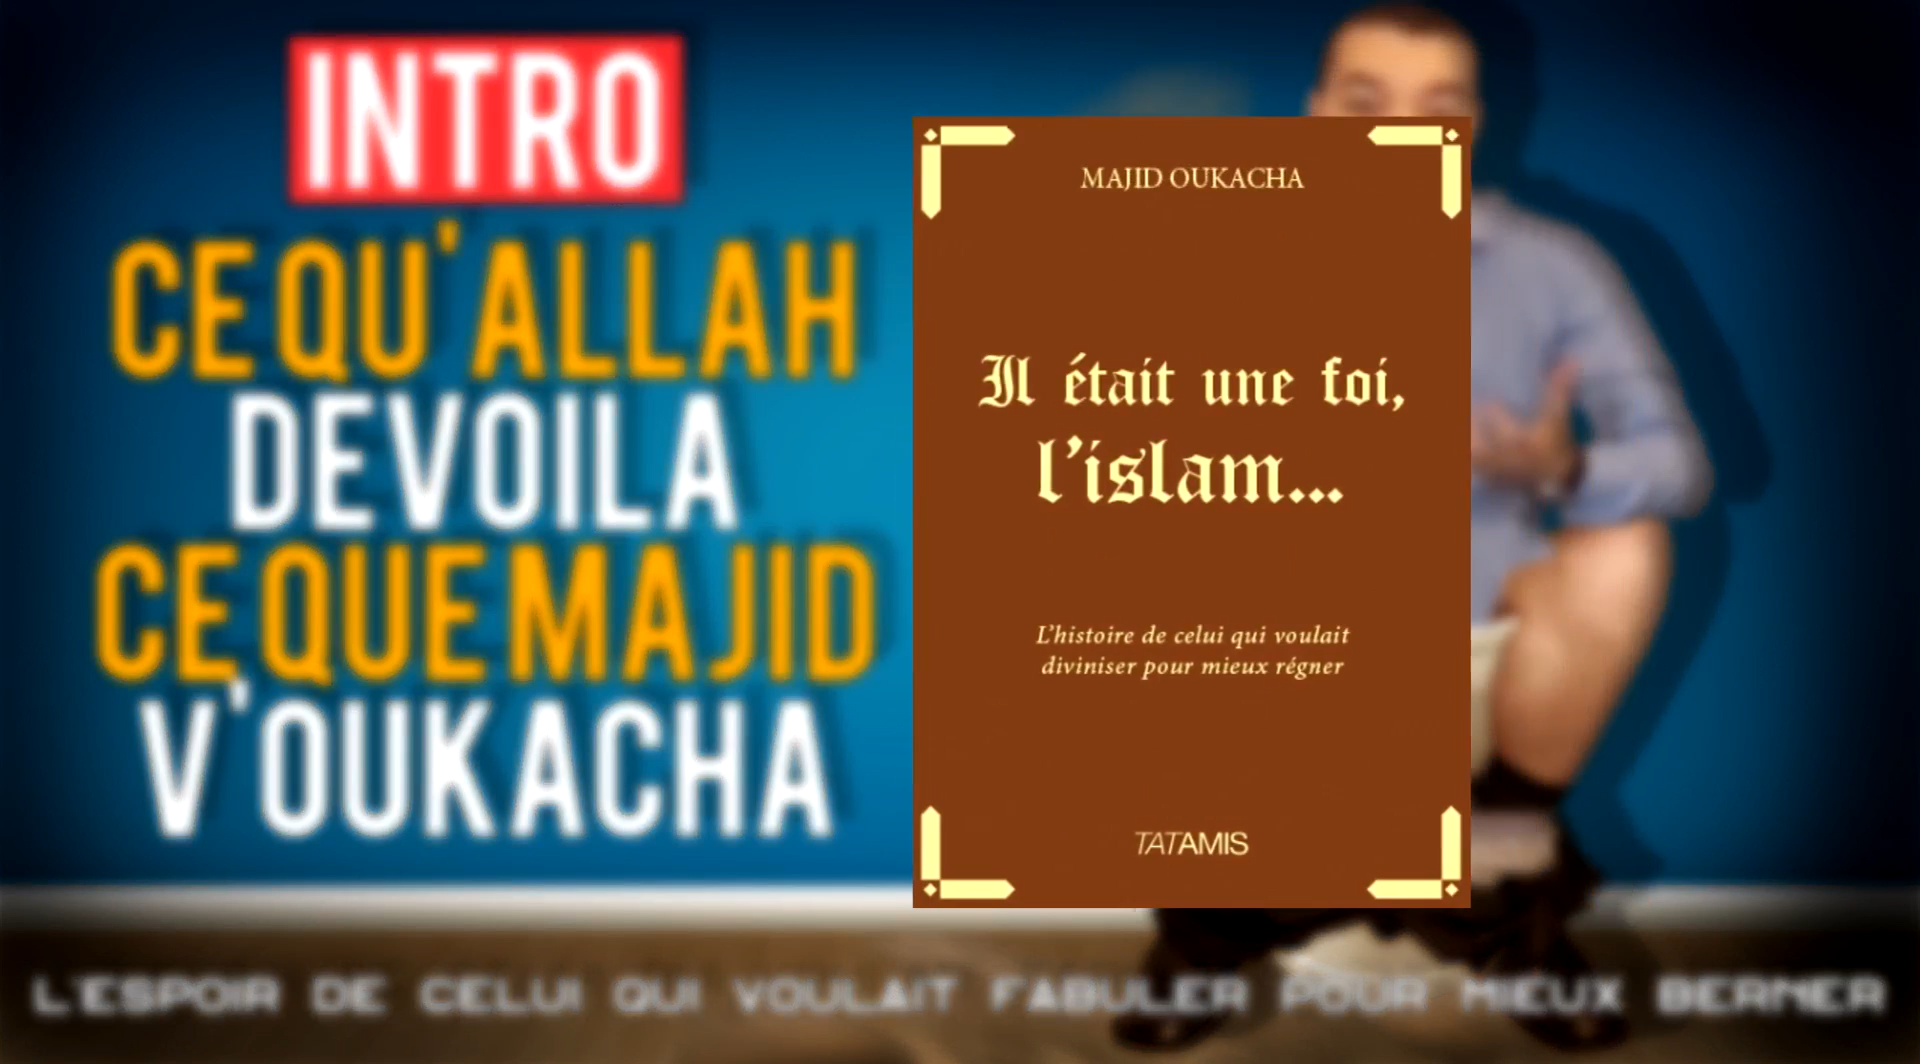 INTRO
CE QU'ALLAH
DEVOILA
CE QUE MAJID
V'OUKACHA
MAJID OUKACHA
Il était une foi,
l'islam...
L'histoire de celui qui voulait
diviniser pour mieux régner
TATAMIS
L'ESPOIR DE CELUI QUI VOULAIT FABULER POUR MIEUX BERNER